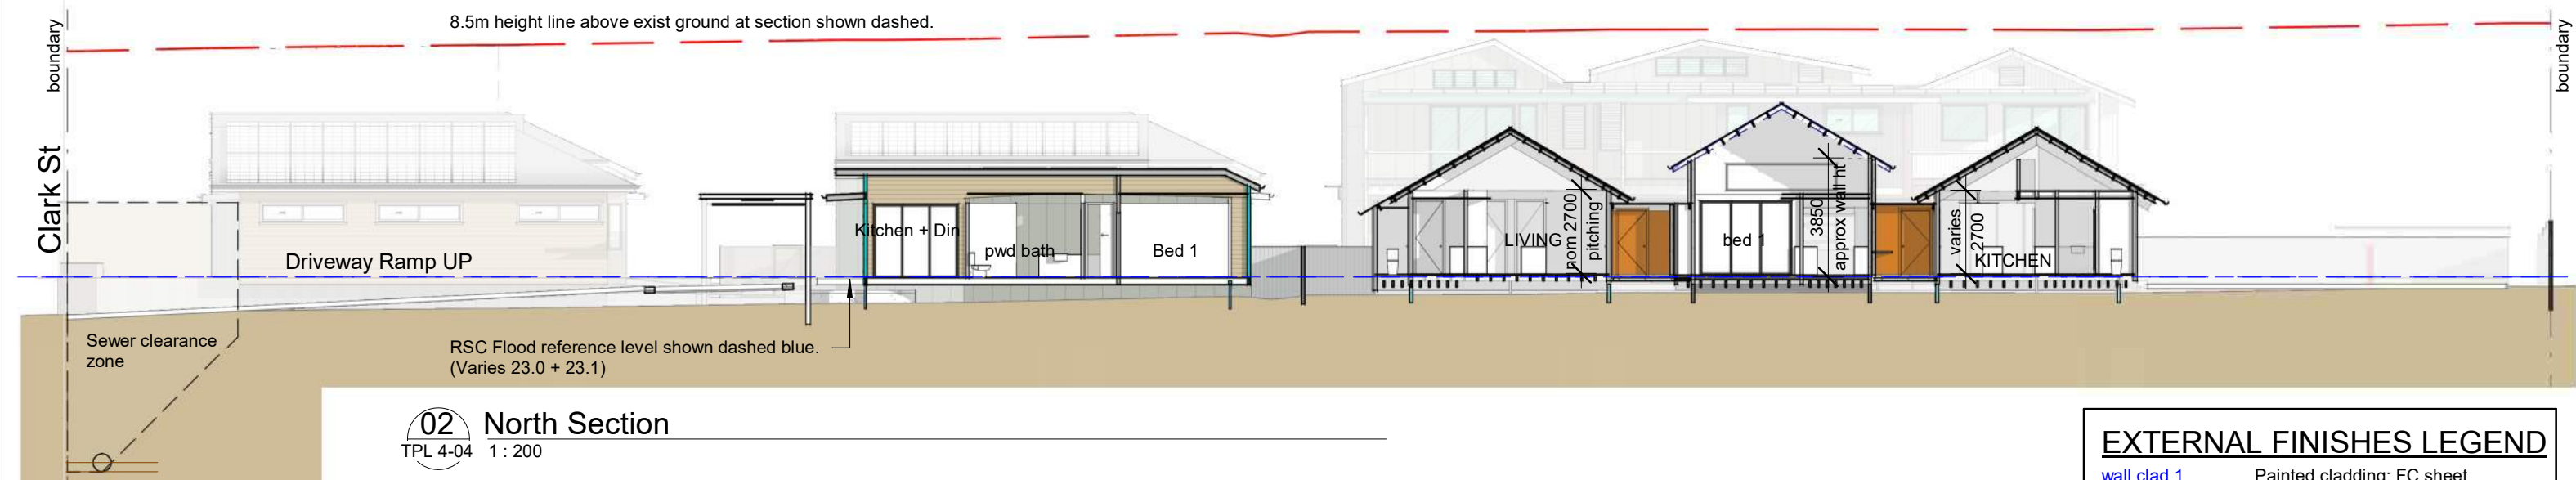 8.5m height line above exist ground at section shown dashed.
boundary
boundary
Clark St
Driveway Ramp UP
Kitchen + Din
pwd bath
Bed 1
LIVING
nom 2700
pitching
bed 1
3850
approx wall ht
varies
2700
KITCHEN
Sewer clearance
zone
RSC Flood reference level shown dashed blue.
(Varies 23.0 + 23.1)
02
North Section
TPL 4-04
1 : 200
EXTERNAL FINISHES LEGEND
wall clad 1
Painted cladding: FC sheet